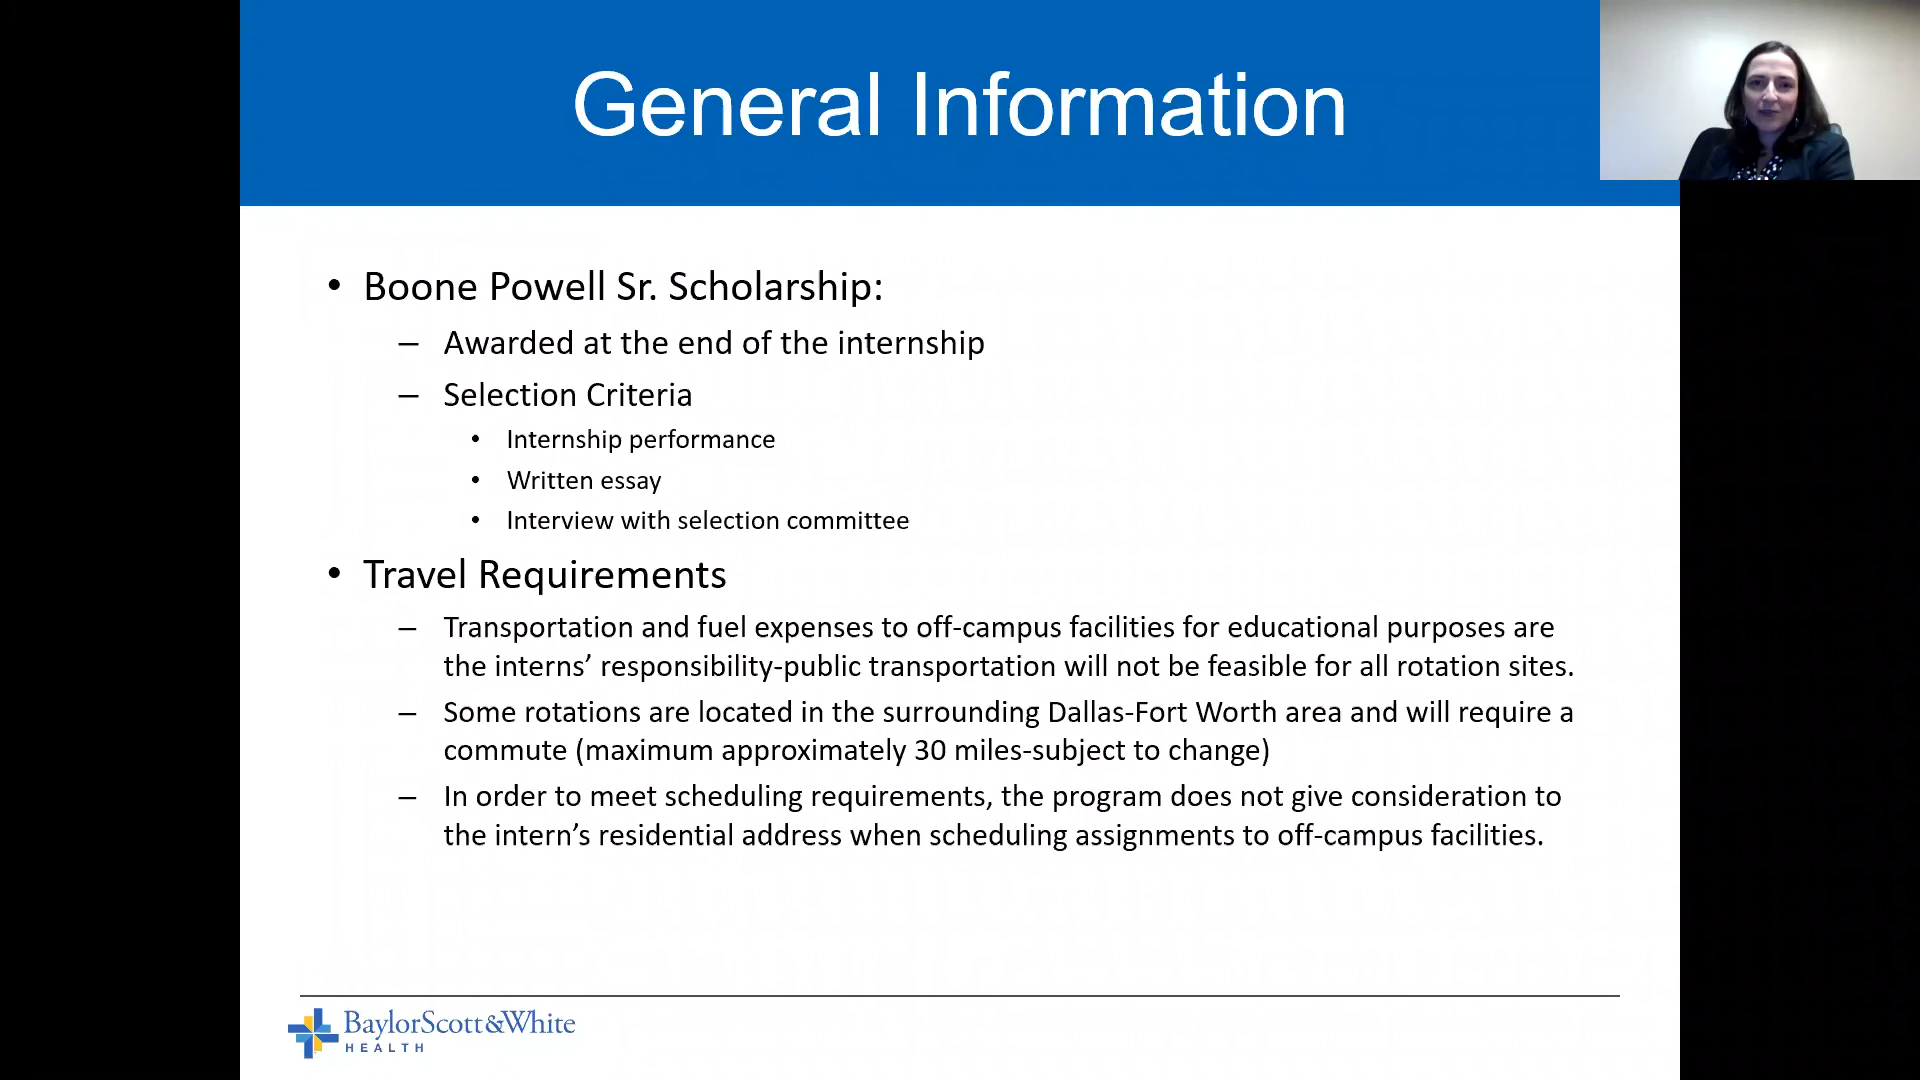 General Information
• Boone Powell Sr. Scholarship:
– Awarded at the end of the internship
– Selection Criteria
• Internship performance
• Written essay
• Interview with selection committee
• Travel Requirements
– Transportation and fuel expenses to off-campus facilities for educational purposes are
the interns’ responsibility-public transportation will not be feasible for all rotation sites.
– Some rotations are located in the surrounding Dallas-Fort Worth area and will require a
commute (maximum approximately 30 miles-subject to change)
– In order to meet scheduling requirements, the program does not give consideration to
the intern’s residential address when scheduling assignments to off-campus facilities.
BaylorScott&White
HEALTH